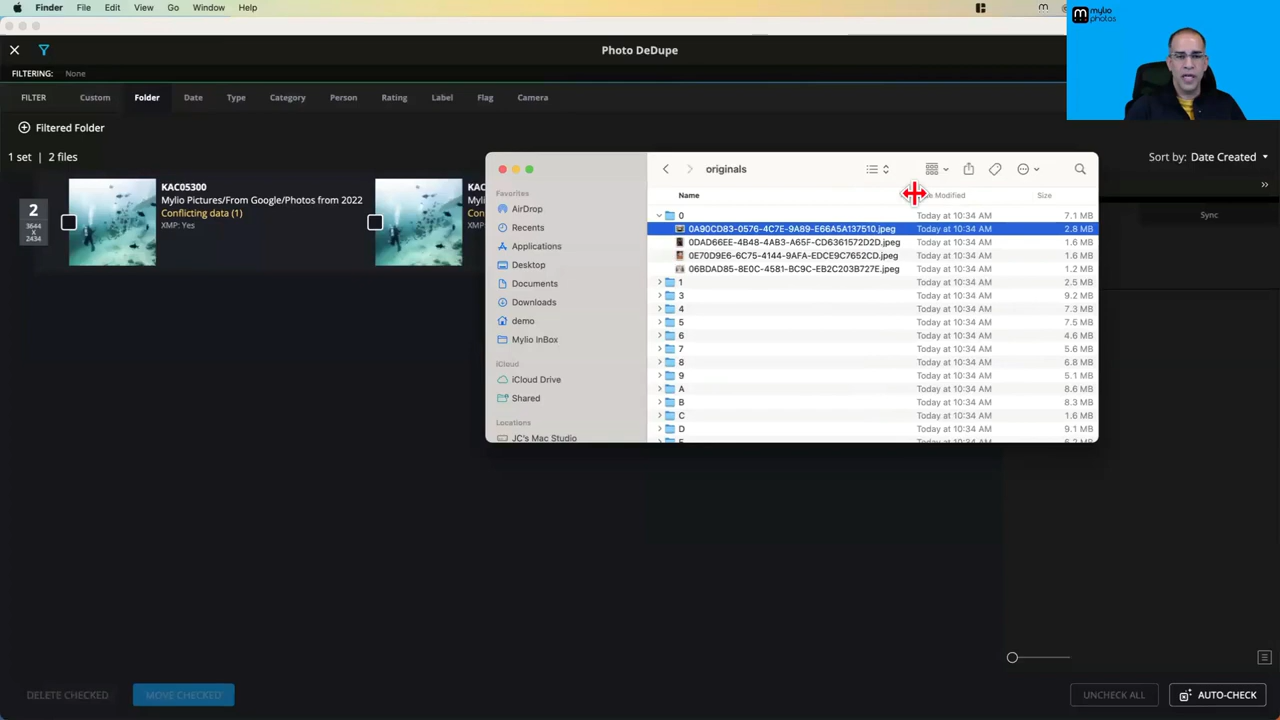 Finder File Edit View Go Window Help
mylio photos
Photo DeDupe
FILTERING: None
FILTER Custom Folder Date Type Category Person Rating Label Flag Camera
Filtered Folder
1 set | 2 files
Sort by: Date Created
2
3644
X
2434
KAC05300
Mylio Pictures/From Google/Photos from 2022
Conflicting data (1)
XMP: Yes
KAC
Myli
Con
XMP
Sync
originals
Favorites
AirDrop
Recents
Applications
Desktop
Documents
Downloads
demo
Mylio InBox
iCloud
iCloud Drive
Shared
Locations
JC's Mac Studio
Name Modified Size
0 Today at 10:34 AM 7.1 MB
0A90CD83-0576-4C7E-9A89-E66A5A137510.jpeg Today at 10:34 AM 2.8 MB
0DAD66EE-4B48-4AB3-A65F-CD6361572D2D.jpeg Today at 10:34 AM 1.6 MB
0E70D9E6-6C75-4144-9AFA-EDCE9C7652CD.jpeg Today at 10:34 AM 1.6 MB
06BDAD85-8E0C-4581-BC9C-EB2C203B727E.jpeg Today at 10:34 AM 1.2 MB
1 Today at 10:34 AM 2.5 MB
3 Today at 10:34 AM 9.2 MB
4 Today at 10:34 AM 7.3 MB
5 Today at 10:34 AM 7.5 MB
6 Today at 10:34 AM 4.6 MB
7 Today at 10:34 AM 5.6 MB
8 Today at 10:34 AM 6.8 MB
9 Today at 10:34 AM 5.1 MB
A Today at 10:34 AM 8.6 MB
B Today at 10:34 AM 8.3 MB
C Today at 10:34 AM 1.6 MB
D Today at 10:34 AM 9.1 MB
DELETE CHECKED MOVE CHECKED UNCHECK ALL AUTO-CHECK